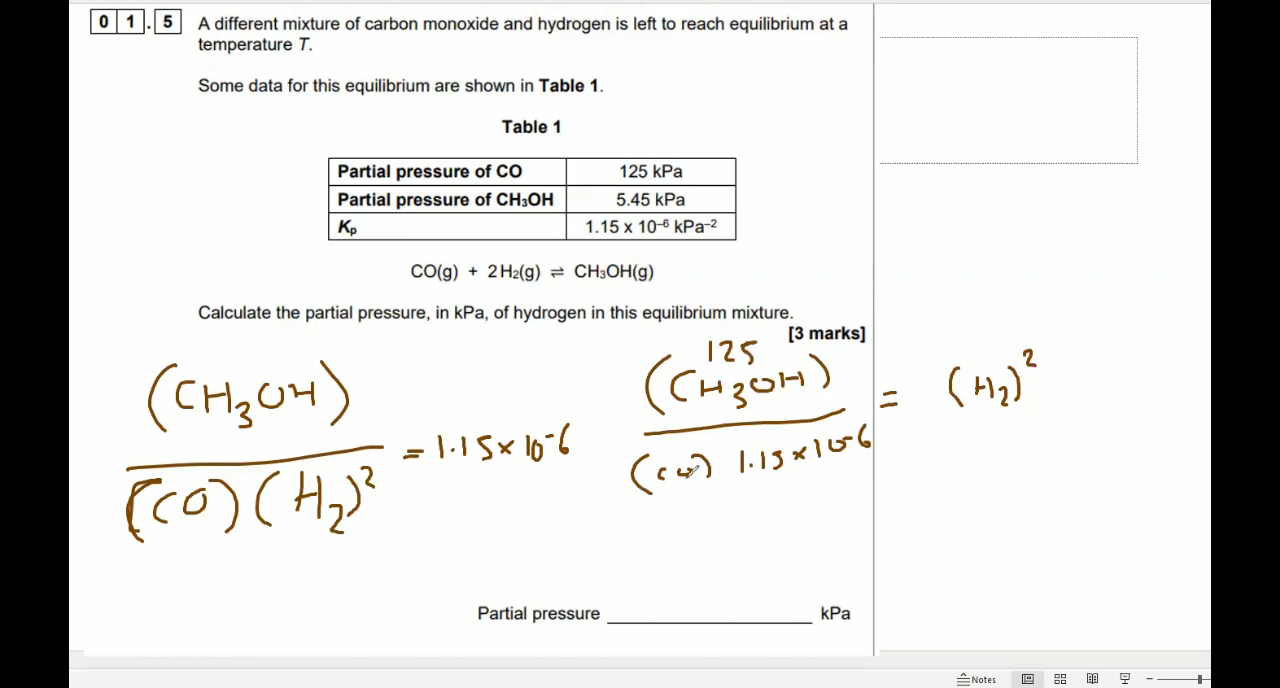 0 1 . 5 A different mixture of carbon monoxide and hydrogen is left to reach equilibrium at a
temperature T.
Some data for this equilibrium are shown in Table 1.
Table 1
Partial pressure of CO 125 kPa
Partial pressure of CH₃OH 5.45 kPa
Kp 1.15 x 10⁻⁶ kPa⁻²
CO(g) + 2H₂(g) ⇌ CH₃OH(g)
Calculate the partial pressure, in kPa, of hydrogen in this equilibrium mixture.
[3 marks]
125
(CH₃OH) (CH₃OH) = (H₂)²
= 1.15×10⁻⁶
(CO)(H₂)² (CO) 1.15×10⁻⁶
Partial pressure kPa
Notes